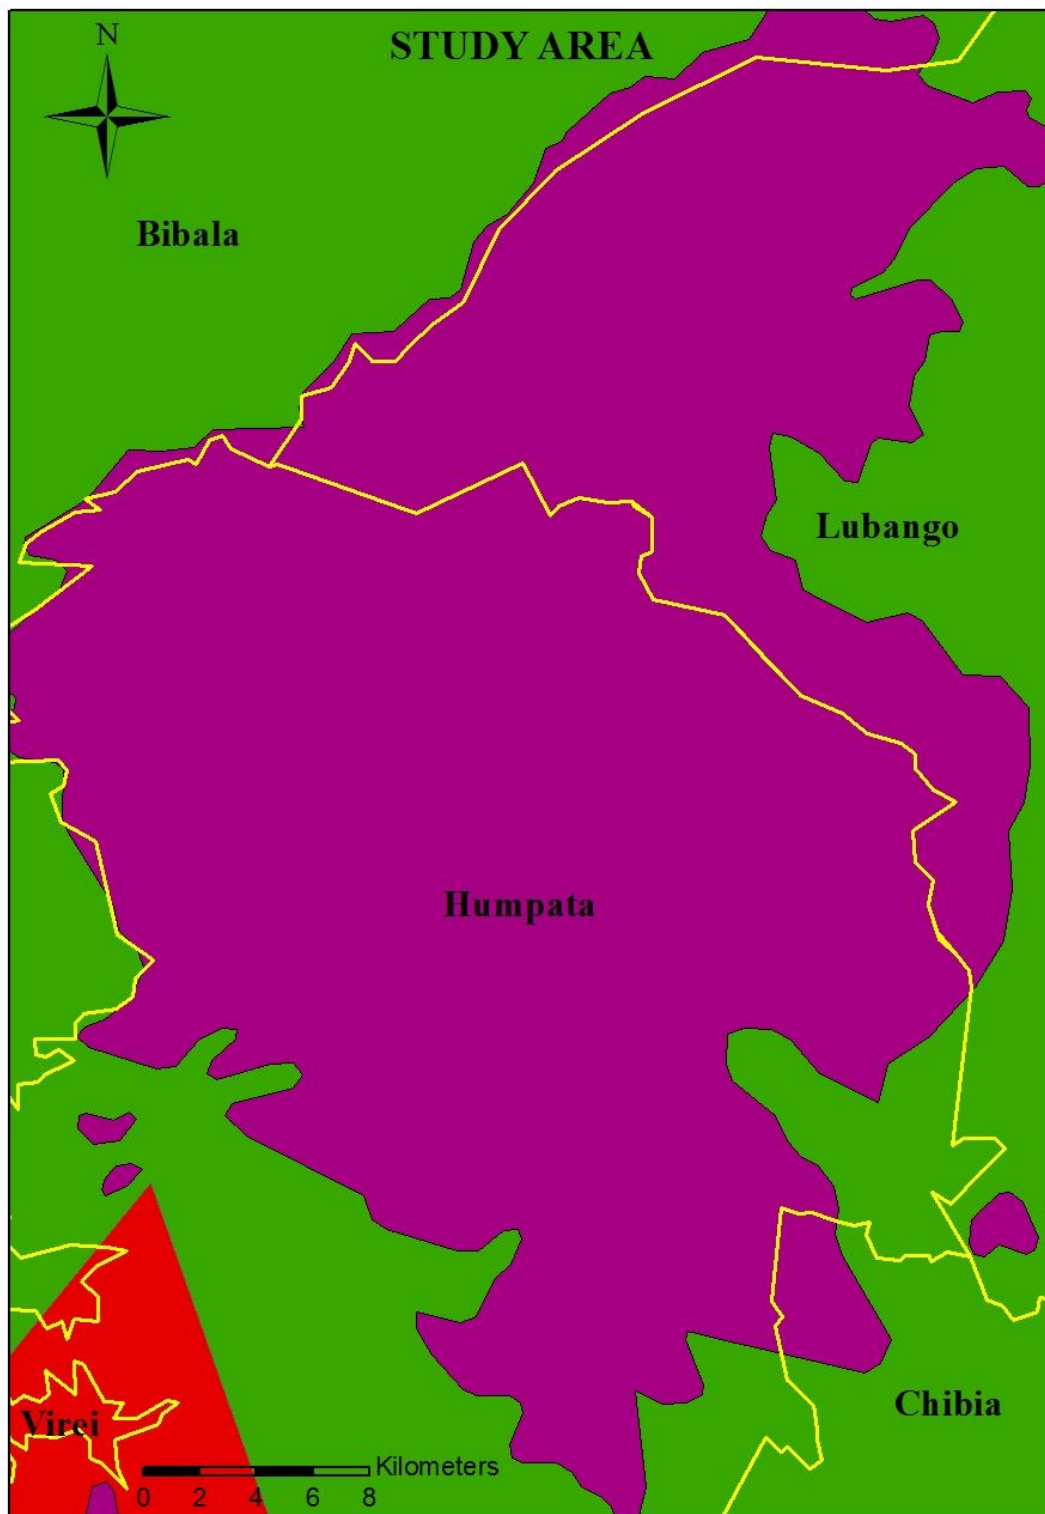 N
STUDY AREA
Bibala
Lubango
Humpata
Chibia
Virei
Kilometers
0 2 4 6 8